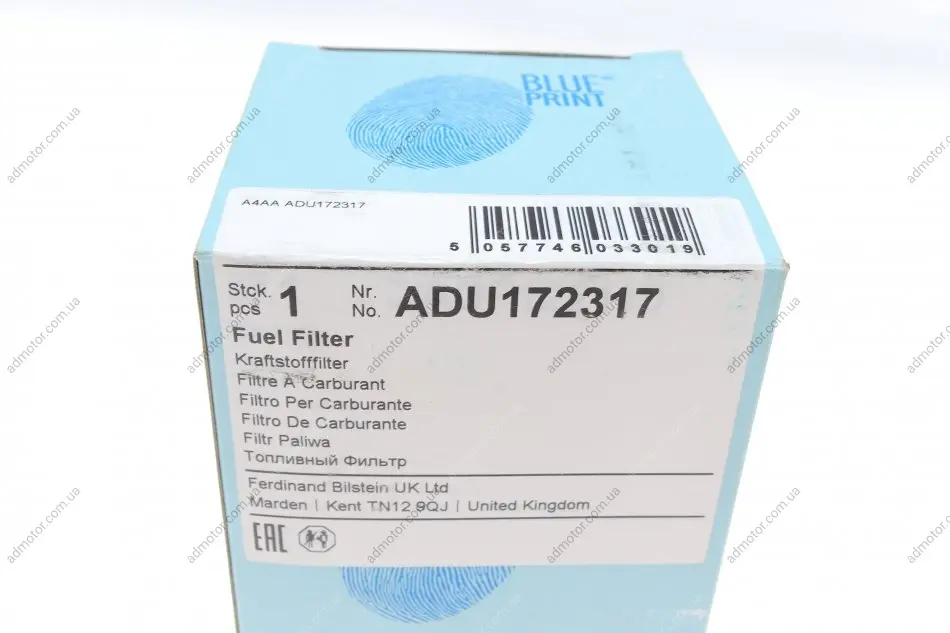 BLUE
PRINT
A4AA ADU172317
5 057746 033019
Stck. 1 Nr. ADU172317
pcs No.
Fuel Filter
Kraftstofffilter
Filtre À Carburant
Filtro Per Carburante
Filtro De Carburante
Filtr Paliwa
Топливный Фильтр
Ferdinand Bilstein UK Ltd
Marden | Kent TN12 9QJ | United Kingdom
EAC
admotor.com.ua